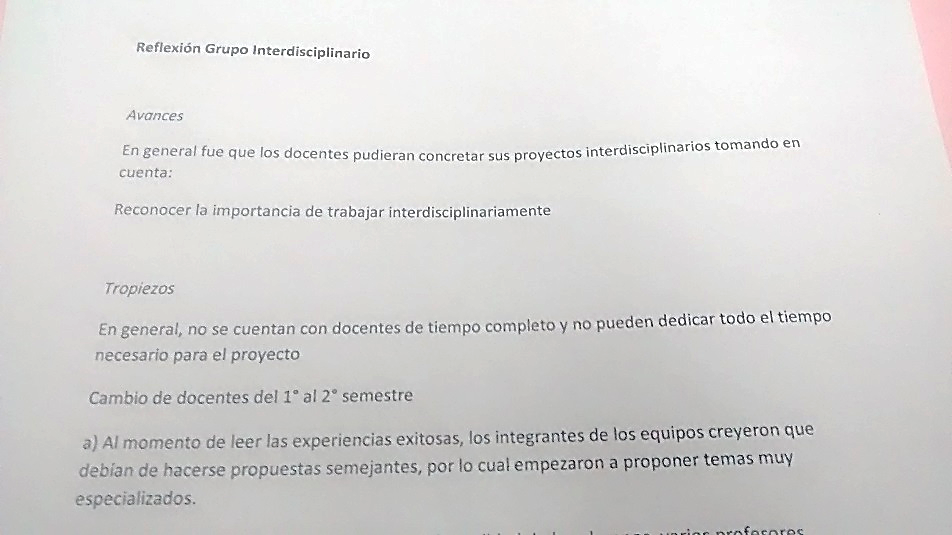 Reflexión Grupo Interdisciplinario
Avances
En general fue que los docentes pudieran concretar sus proyectos interdisciplinarios tomando en
cuenta:
Reconocer la importancia de trabajar interdisciplinariamente
Tropiezos
En general, no se cuentan con docentes de tiempo completo y no pueden dedicar todo el tiempo
necesario para el proyecto
Cambio de docentes del 1° al 2° semestre
a) Al momento de leer las experiencias exitosas, los integrantes de los equipos creyeron que
debían de hacerse propuestas semejantes, por lo cual empezaron a proponer temas muy
especializados.
varios profesores